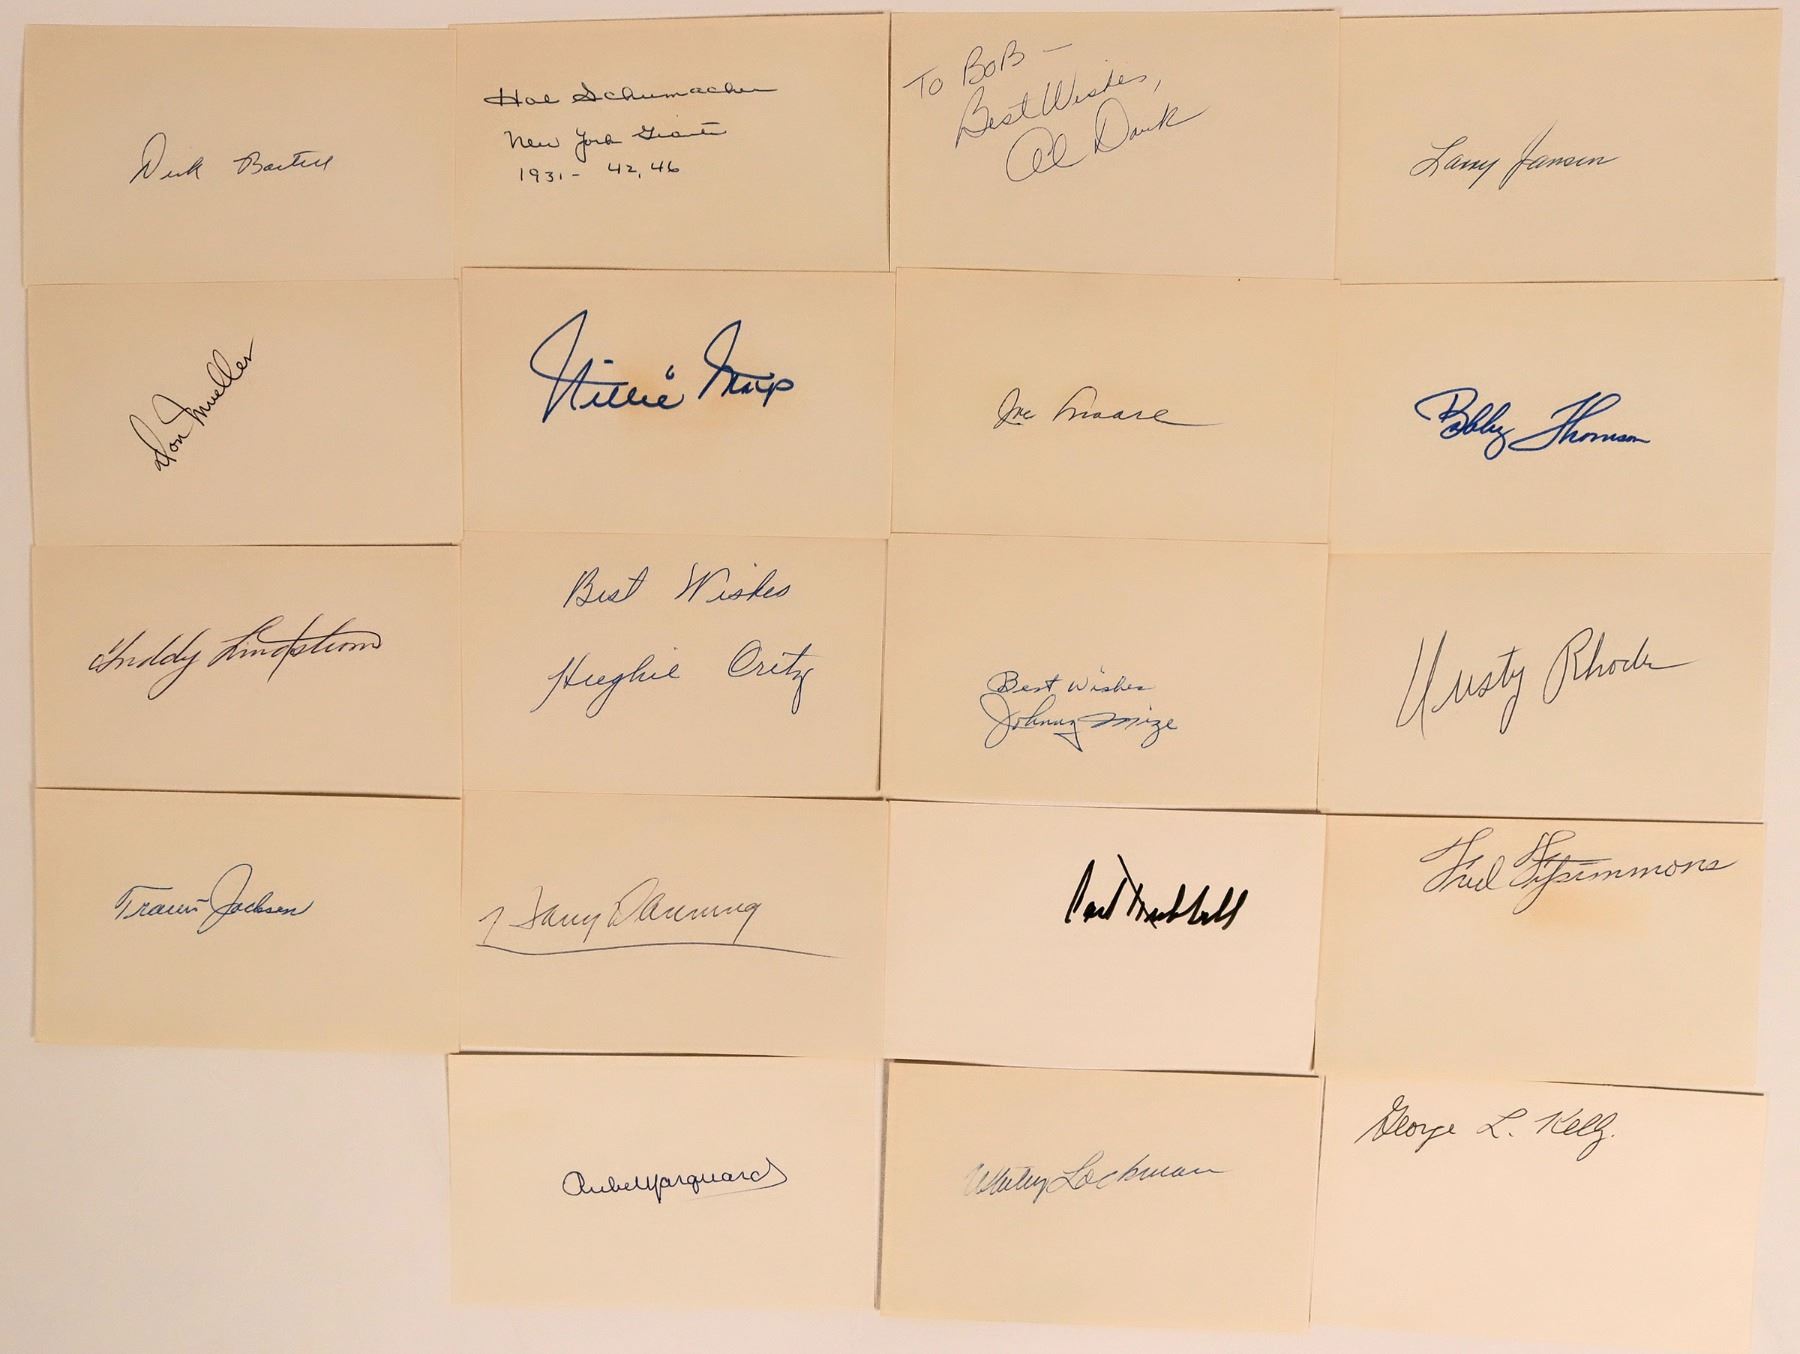 Dick Bartell
Hal Schumacher
New York Giants
1931- 42, 46
To Bob -
Best Wishes,
Al Dark
Larry Jansen
Don Mueller
Willie Mays
Joe Moore
Bobby Thomson
Freddy Lindstrom
Best Wishes
Hughie Critz
Best Wishes
Johnny Mize
Dusty Rhodes
Travis Jackson
Harry Danning
Carl Hubbell
Fred Fitzsimmons
Rube Marquard
Whitey Lockman
George L. Kelly.